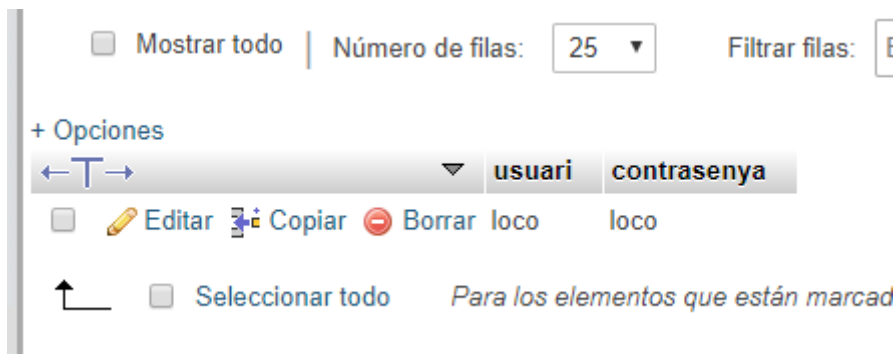 Mostrar todo | Número de filas: 25 Filtrar filas:
+ Opciones
←T→ usuari contrasenya
Editar Copiar Borrar loco loco
Seleccionar todo Para los elementos que están marcad